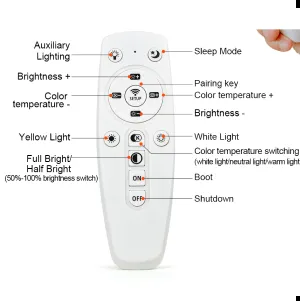 Auxiliary
Lighting
Sleep Mode
Brightness +
Pairing key
Color
temperature -
Color temperature +
SETUP
Brightness -
Yellow Light
White Light
Full Bright/
Half Bright
(50%-100% brightness switch)
Color temperature switching
(white light/neutral light/warm light
ON
Boot
OFF
Shutdown